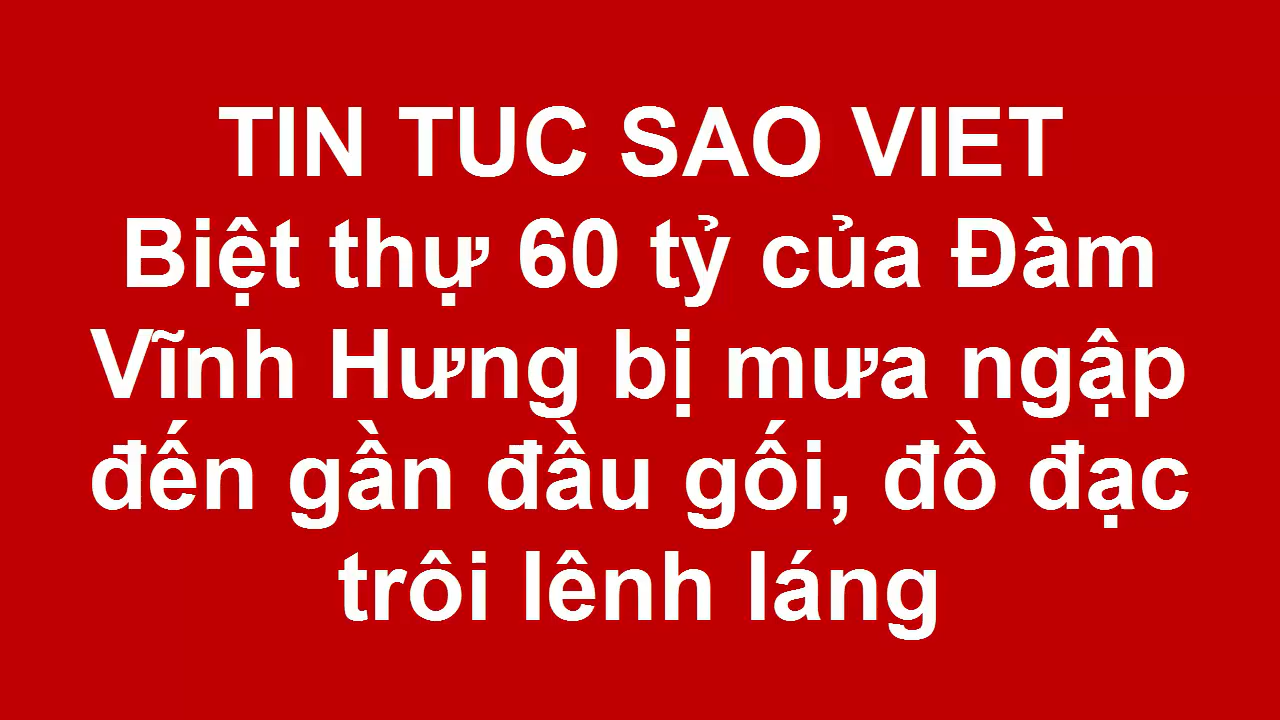 TIN TUC SAO VIET
Biệt thự 60 tỷ của Đàm
Vĩnh Hưng bị mưa ngập
đến gần đầu gối, đồ đạc
trôi lênh láng